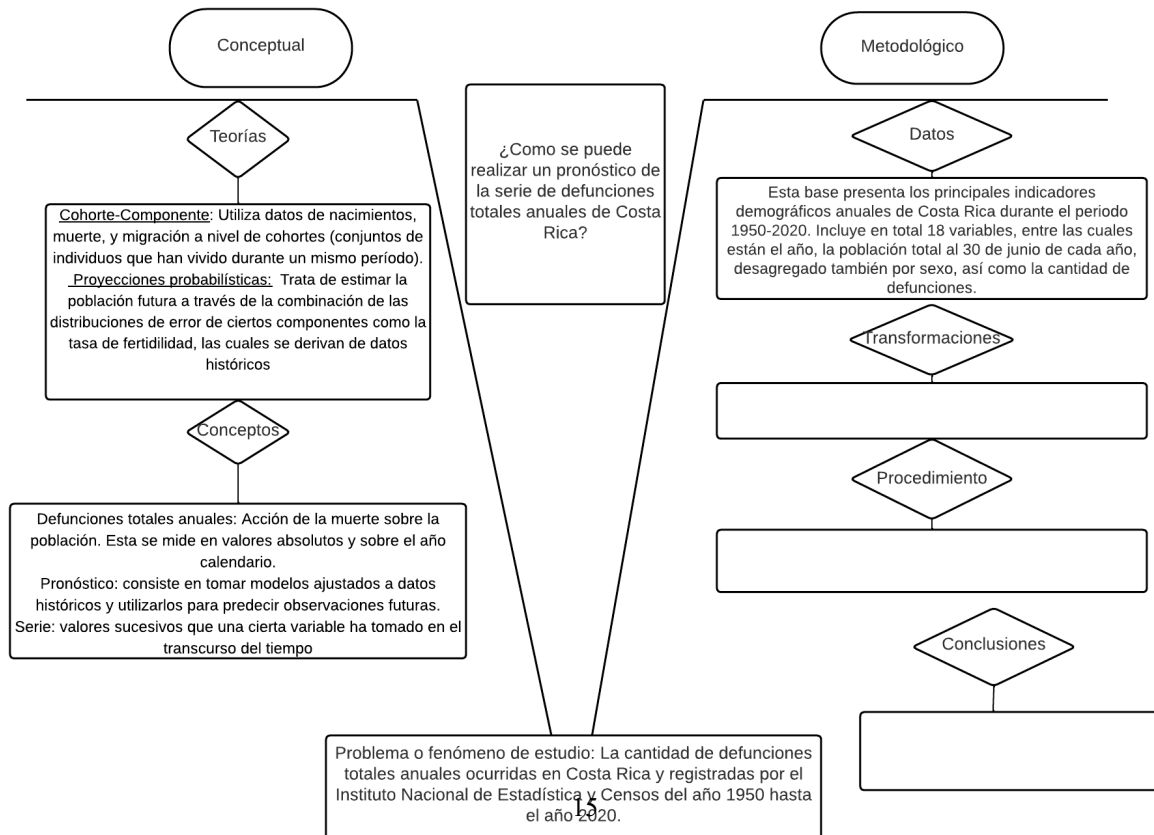 Conceptual
Metodológico
Teorías
Cohorte-Componente: Utiliza datos de nacimientos,
muerte, y migración a nivel de cohortes (conjuntos de
individuos que han vivido durante un mismo período).
Proyecciones probabilísticas: Trata de estimar la
población futura a través de la combinación de las
distribuciones de error de ciertos componentes como la
tasa de fertidilidad, las cuales se derivan de datos
históricos
Conceptos
Defunciones totales anuales: Acción de la muerte sobre la
población. Esta se mide en valores absolutos y sobre el año
calendario.
Pronóstico: consiste en tomar modelos ajustados a datos
históricos y utilizarlos para predecir observaciones futuras.
Serie: valores sucesivos que una cierta variable ha tomado en el
transcurso del tiempo
¿Como se puede
realizar un pronóstico de
la serie de defunciones
totales anuales de Costa
Rica?
Datos
Esta base presenta los principales indicadores
demográficos anuales de Costa Rica durante el periodo
1950-2020. Incluye en total 18 variables, entre las cuales
están el año, la población total al 30 de junio de cada año,
desagregado también por sexo, así como la cantidad de
defunciones.
Transformaciones
Procedimiento
Conclusiones
Problema o fenómeno de estudio: La cantidad de defunciones
totales anuales ocurridas en Costa Rica y registradas por el
Instituto Nacional de Estadística y Censos del año 1950 hasta
el año 2020.
15